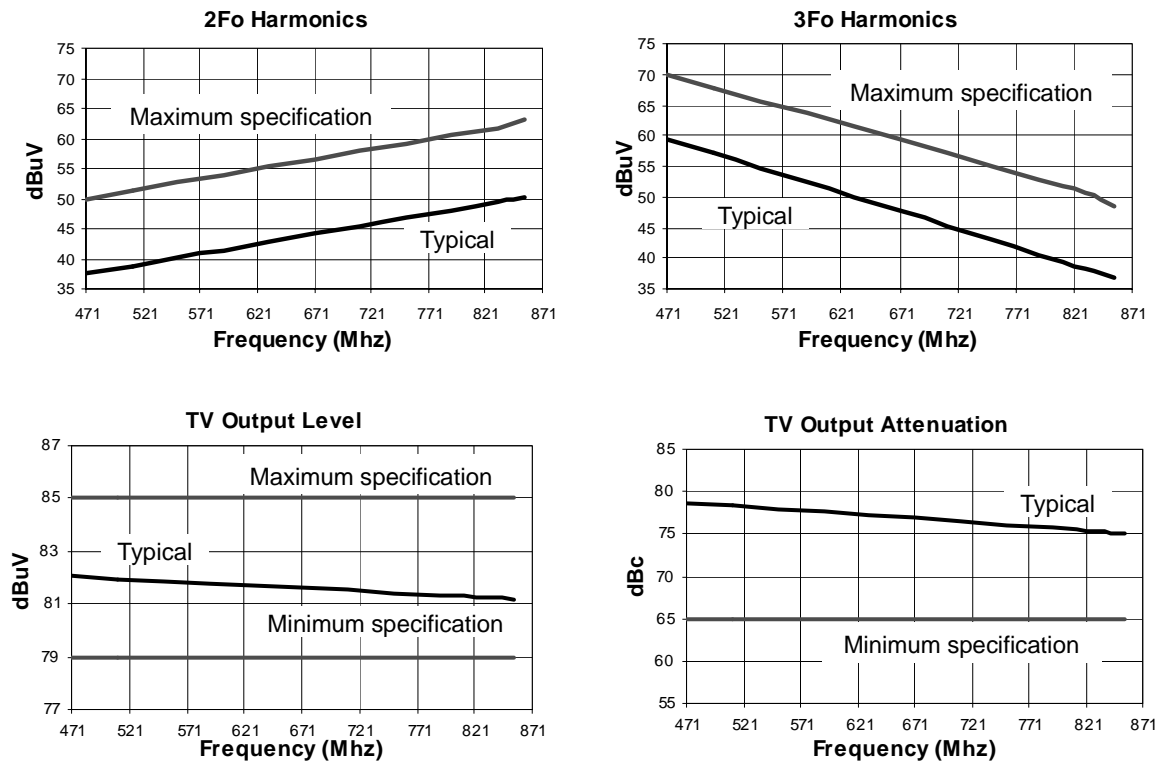 2Fo Harmonics
75
70
65
60
55
50
45
40
35
dBuV
Maximum specification
Typical
471 521 571 621 671 721 771 821 871
Frequency (Mhz)
3Fo Harmonics
75
70
65
60
55
50
45
40
35
dBuV
Maximum specification
Typical
471 521 571 621 671 721 771 821 871
Frequency (Mhz)
TV Output Level
87
85
83
81
79
77
dBuV
Maximum specification
Typical
Minimum specification
471 521 571 621 671 721 771 821 871
Frequency (Mhz)
TV Output Attenuation
85
80
75
70
65
60
55
dBc
Typical
Minimum specification
471 521 571 621 671 721 771 821 871
Frequency (Mhz)